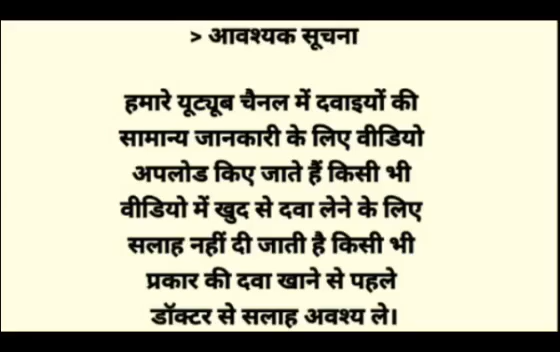 > आवश्यक सूचना
हमारे यूट्यूब चैनल में दवाइयों की
सामान्य जानकारी के लिए वीडियो
अपलोड किए जाते हैं किसी भी
वीडियो में खुद से दवा लेने के लिए
सलाह नहीं दी जाती है किसी भी
प्रकार की दवा खाने से पहले
डॉक्टर से सलाह अवश्य ले।